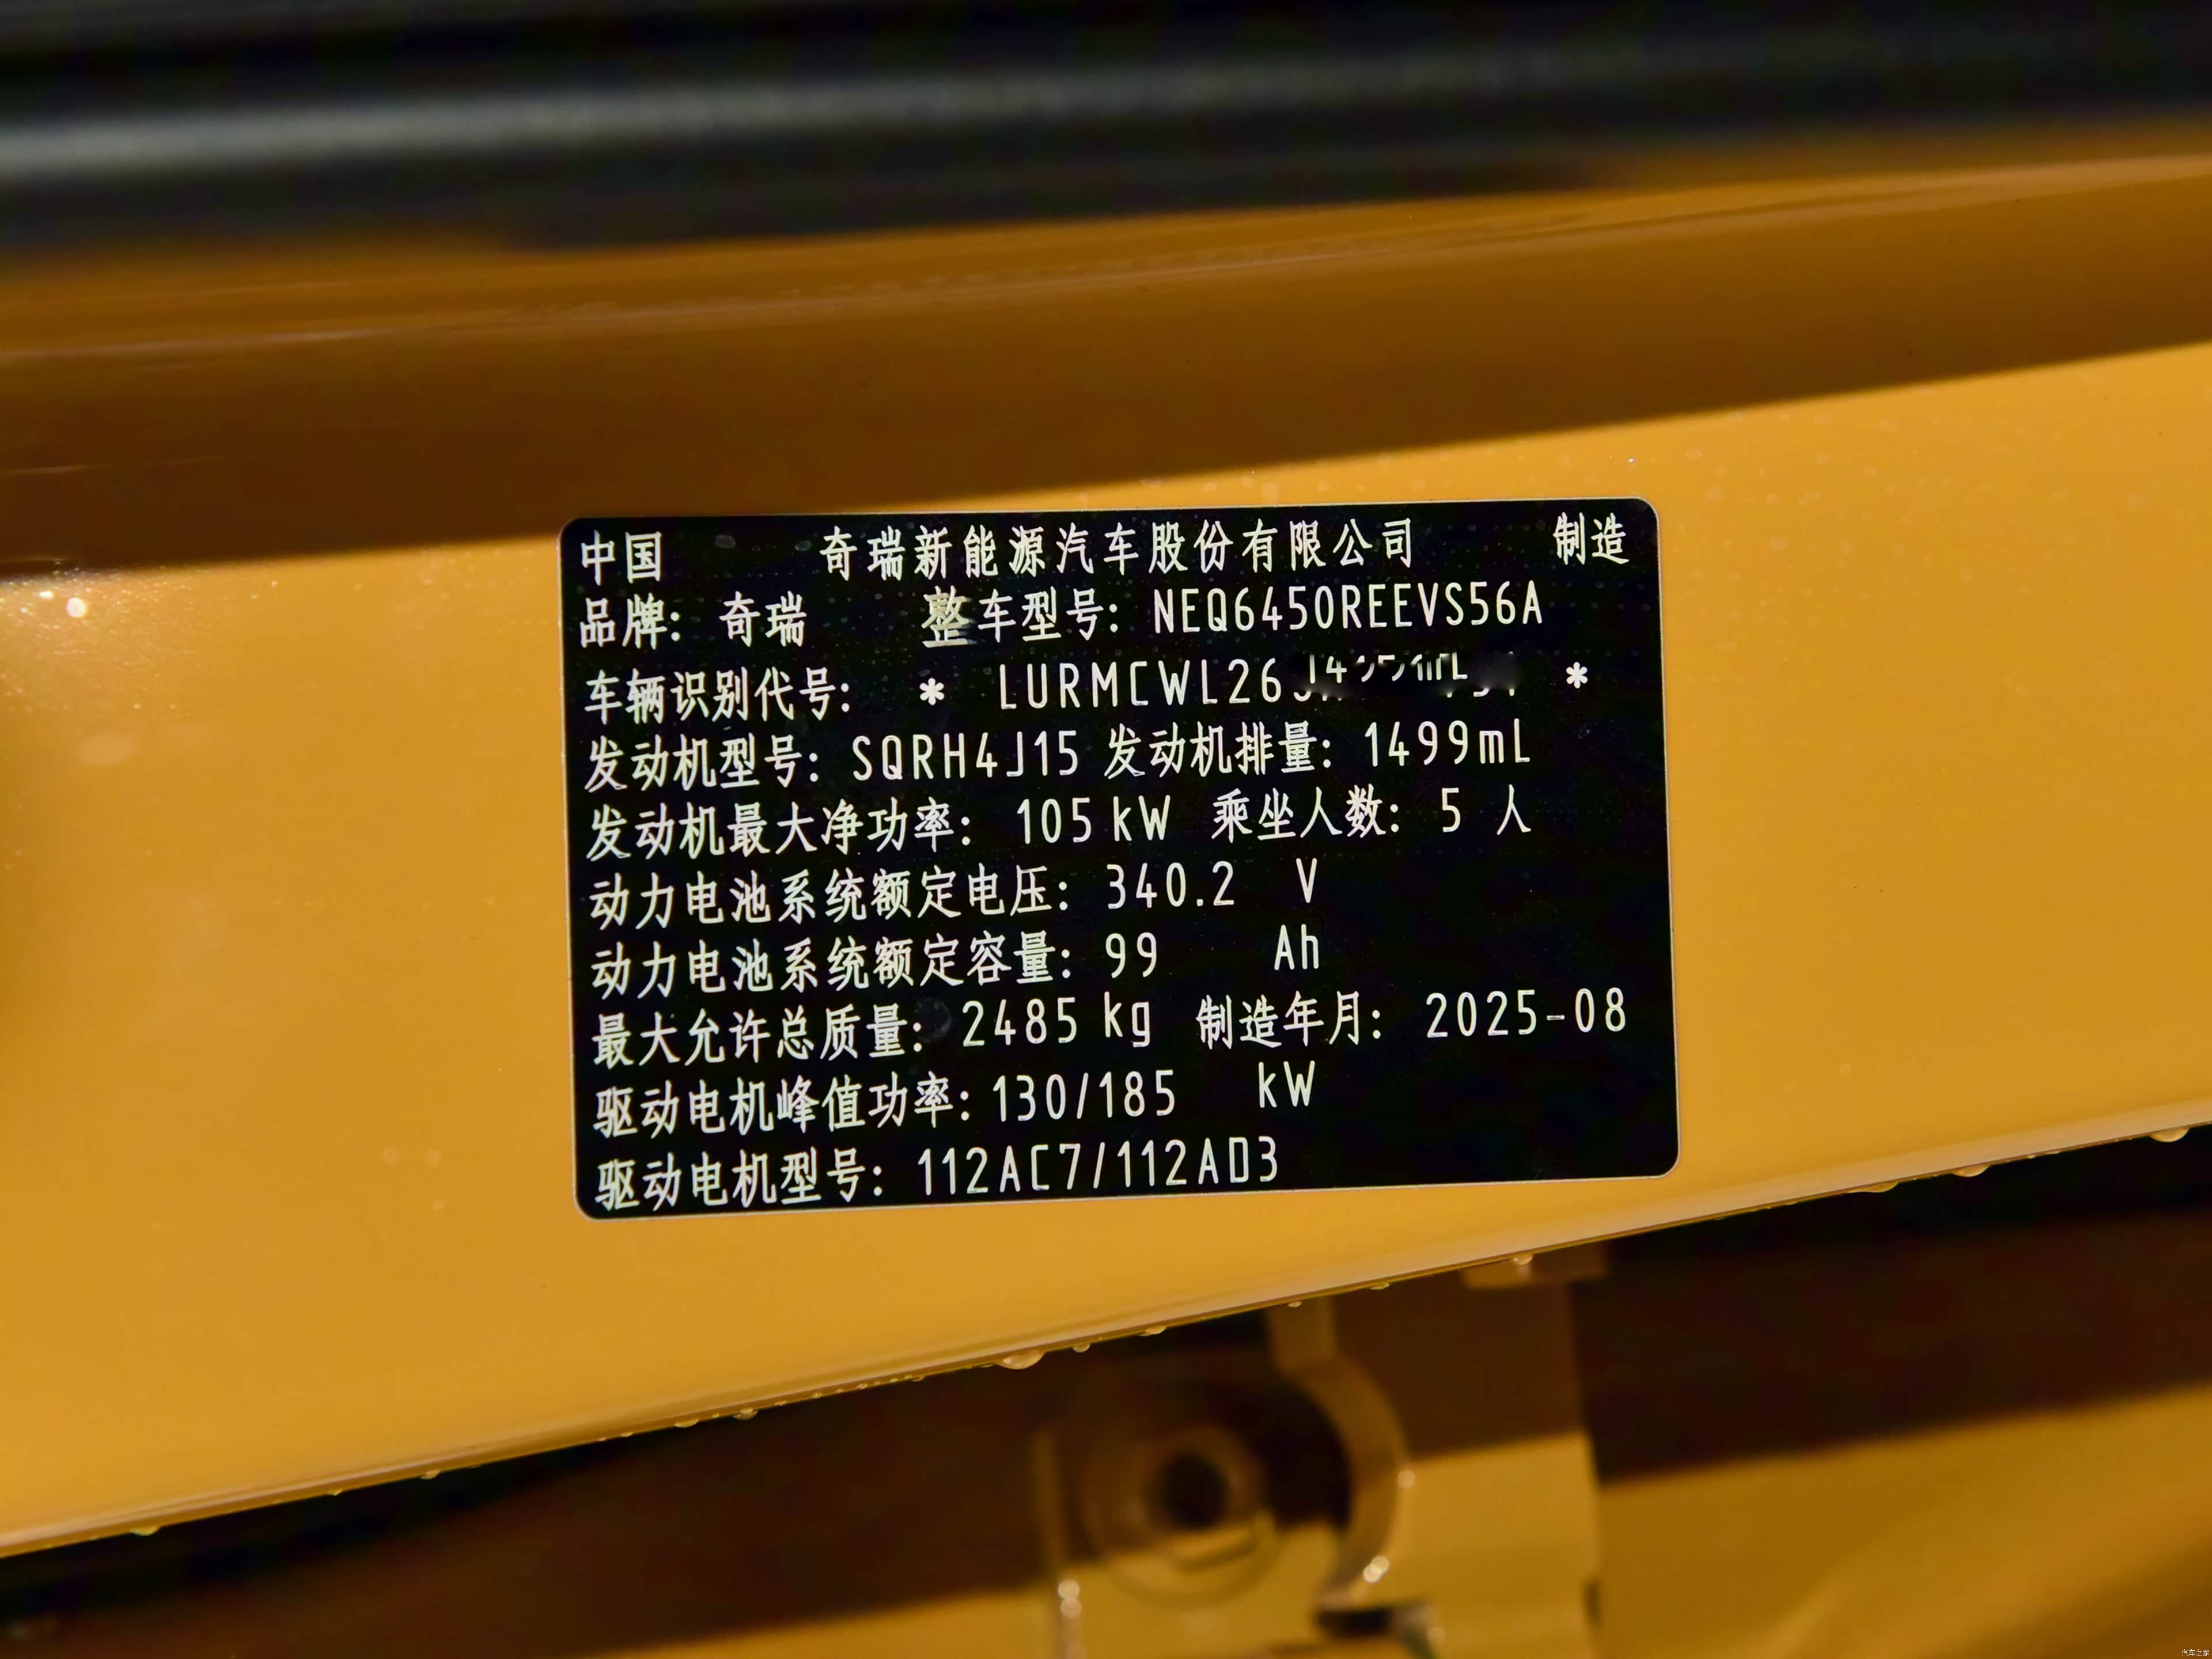 中国 奇瑞新能源汽车股份有限公司 制造
品牌: 奇瑞 整车型号: NEQ6450REEVS56A
车辆识别代号: * LURMCWL26 *
发动机型号: SQRH4J15 发动机排量: 1499mL
发动机最大净功率: 105 kW 乘坐人数: 5 人
动力电池系统额定电压: 340.2 V
动力电池系统额定容量: 99 Ah
最大允许总质量: 2485 kg 制造年月: 2025-08
驱动电机峰值功率: 130/185 kW
驱动电机型号: 112AC7/112AD3
汽车之家